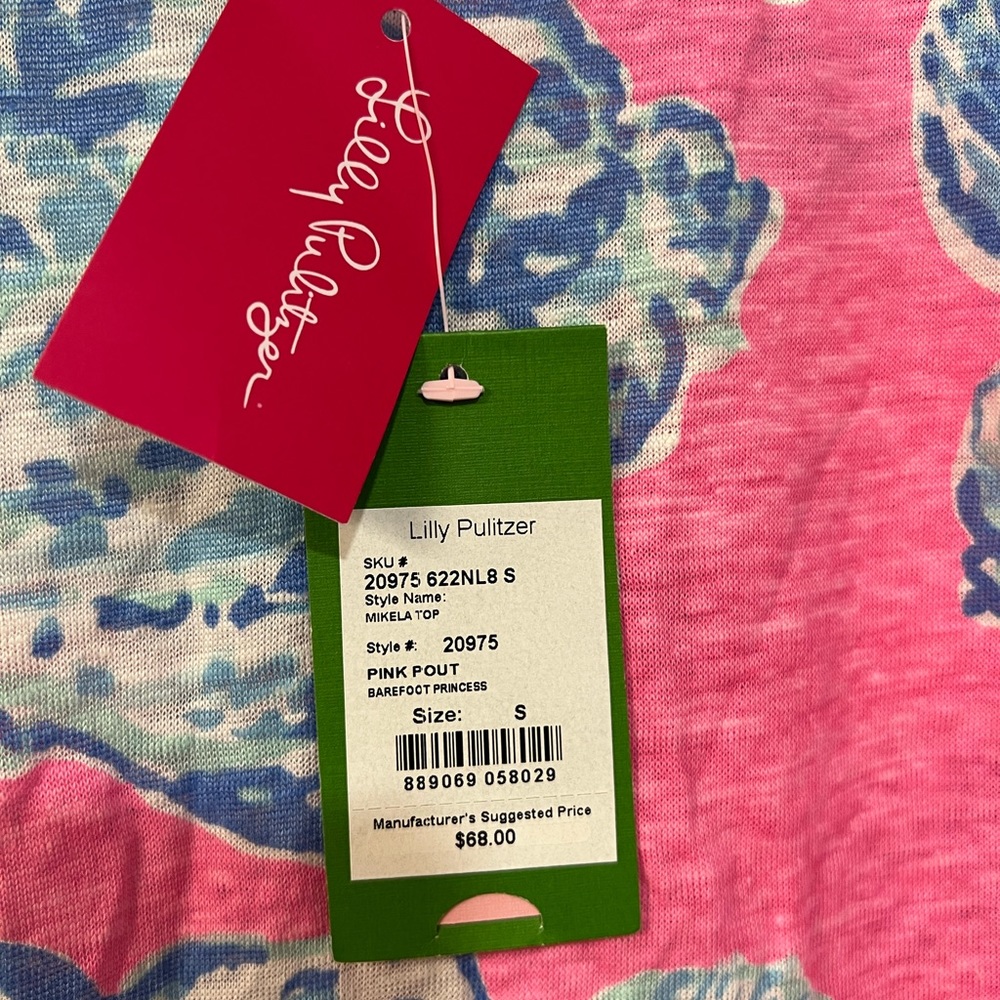 Lilly Pulitzer
Lilly Pulitzer
SKU #
20975 622NL8 S
Style Name:
MIKELA TOP
Style #: 20975
PINK POUT
BAREFOOT PRINCESS
Size: S
889069 058029
Manufacturer's Suggested Price
$68.00